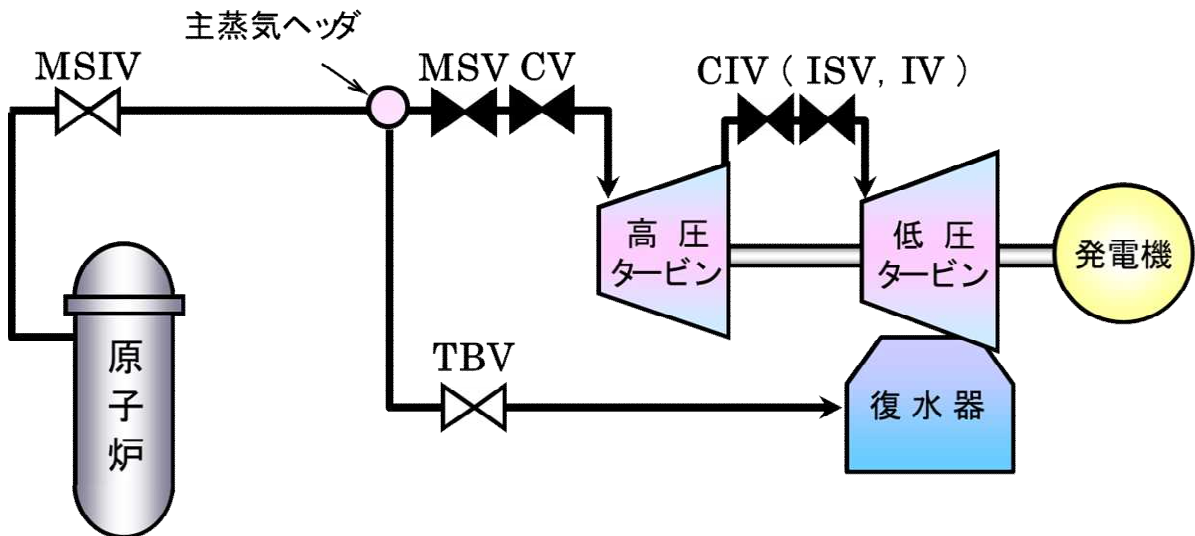 主蒸気ヘッダ
MSIV
MSV CV
CIV ( ISV, IV )
高圧
タービン
低圧
タービン
発電機
原
子
炉
TBV
復水器